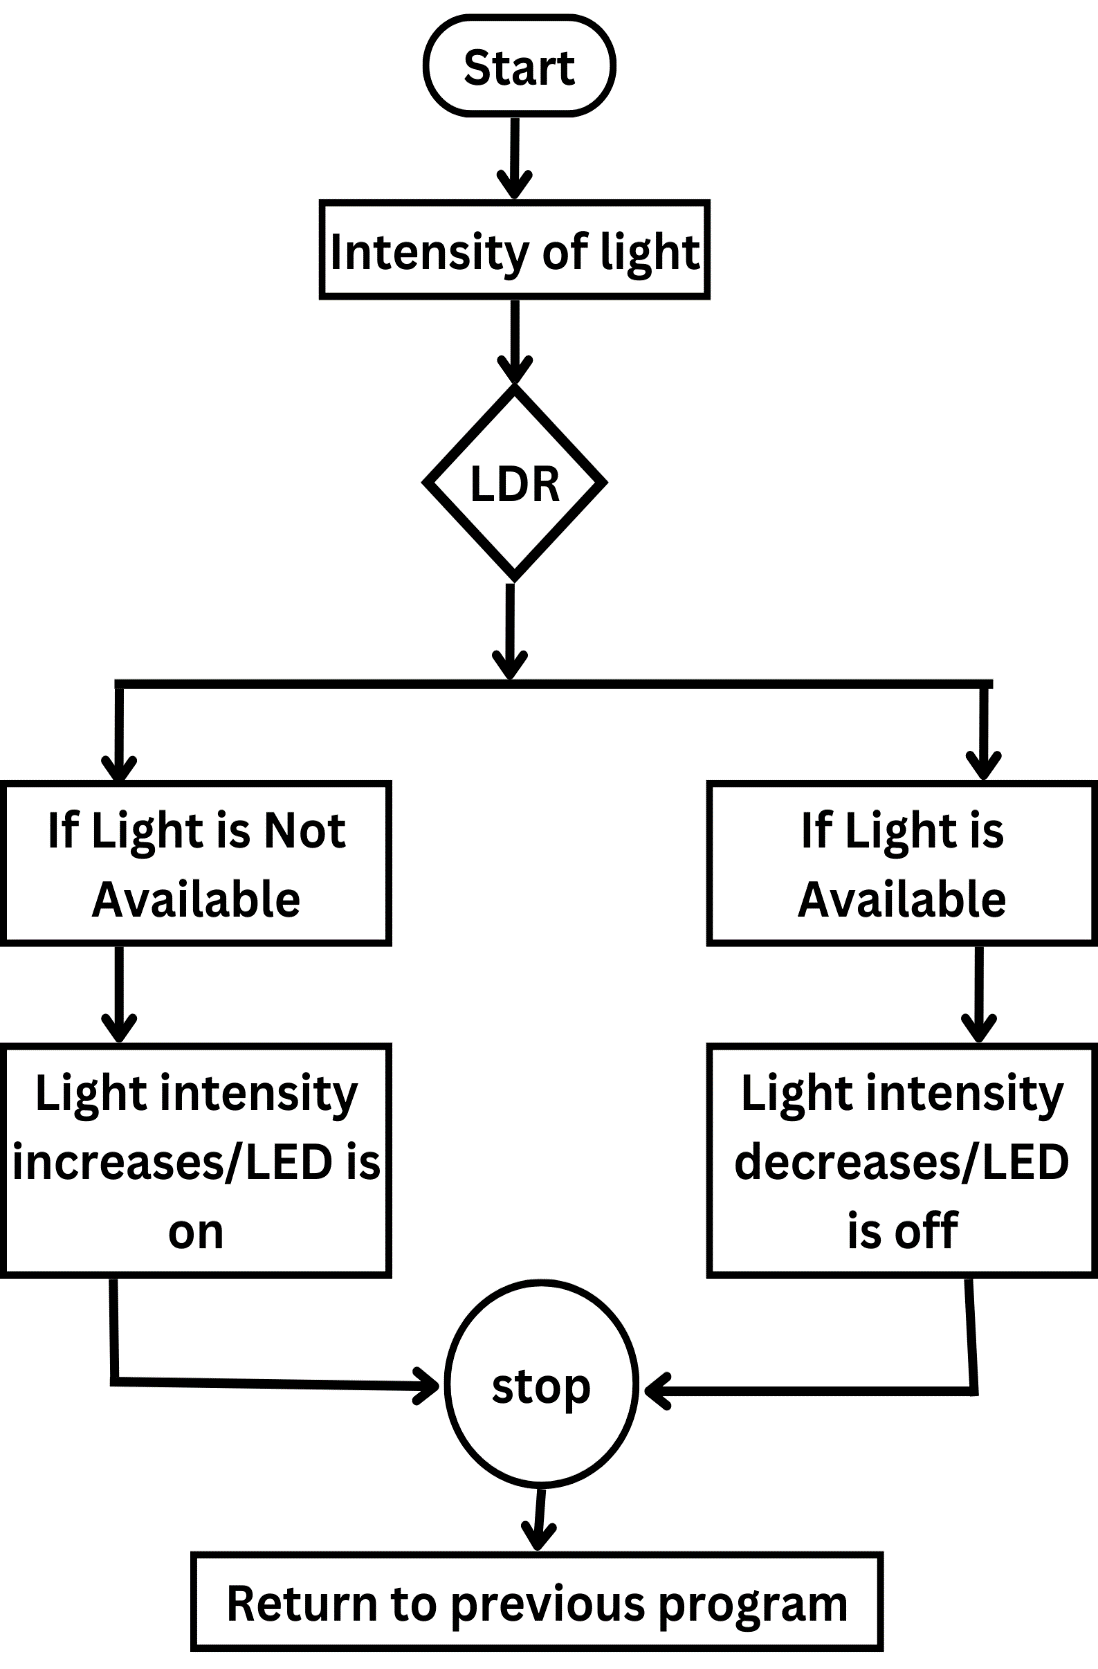 Start
Intensity of light
LDR
If Light is Not
Available
If Light is
Available
Light intensity
increases/LED is
on
Light intensity
decreases/LED
is off
stop
Return to previous program